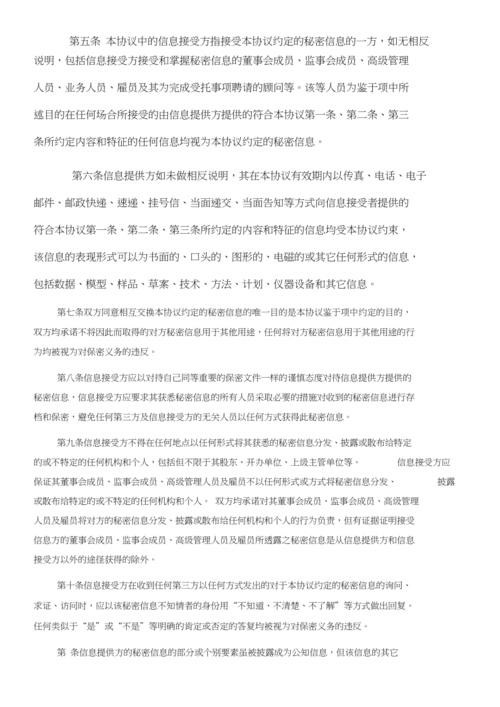 第五条 本协议中的信息接受方指接受本协议约定的秘密信息的一方，如无相反
说明，包括信息接受方接受和掌握秘密信息的董事会成员、监事会成员、高级管理
人员、业务人员、雇员及其为完成受托事项聘请的顾问等。该等人员为鉴于项中所
述目的在任何场合所接受的由信息提供方提供的符合本协议第一条、第二条、第三
条所约定内容和特征的任何信息均视为本协议约定的秘密信息。
第六条信息提供方如未做相反说明，其在本协议有效期内以传真、电话、电子
邮件、邮政快递、速递、挂号信、当面递交、当面告知等方式向信息接受者提供的
符合本协议第一条、第二条、第三条所约定的内容和特征的信息均受本协议约束，
该信息的表现形式可以为书面的、口头的、图形的，电磁的或其它任何形式的信息，
包括数据、模型、样品、草案、技术、方法、计划、仪器设备和其它信息。
第七条双方同意相互交换本协议约定的秘密信息的唯一目的是本协议鉴于项中约定的目的，
双方均承诺不将因此而取得的对方秘密信息用于其他用途，任何将对方秘密信息用于其他用途的行
为均被视为对保密义务的违反。
第八条信息接受方应以对待自己同等重要的保密文件一样的谨慎态度对待信息提供方提供的
秘密信息，信息接受方应要求其获悉秘密信息的所有人员采取必要的措施对收到的秘密信息进行存
档和保密，避免任何第三方及信息接受方的无关人员以任何方式获得此秘密信息。
第九条信息接受方不得在任何地点以任何形式将其获悉的秘密信息分发、披露或散布给特定
的或不特定的任何机构和个人，包括但不限于其股东、开办单位、上级主管单位等。 信息接受方应
保证其董事会成员、监事会成员、高级管理人员及雇员不以任何形式或方式将秘密信息分发、 披露
或散布给特定的或不特定的任何机构和个人。 双方均承诺对其董事会成员、监事会成员、高级管理
人员及雇员将对方的秘密信息分发、披露或散布给任何机构和个人的行为负责，但有证据证明接受
信息方的董事会成员、监事会成员、高级管理人员及雇员所透露之秘密信息是从信息提供方和信息
接受方以外的途径获得的除外。
第十条信息接受方在收到任何第三方以任何方式发出的对于本协议约定的秘密信息的询问、
求证、访问时，应以该秘密信息不知情者的身份用“不知道、不清楚、不了解”等方式做出回复。
任何类似于“是”或“不是”等明确的肯定或否定的答复均被视为对保密义务的违反。
第 条信息提供方的秘密信息的部分或个别要素虽被披露成为公知信息，但该信息的其它